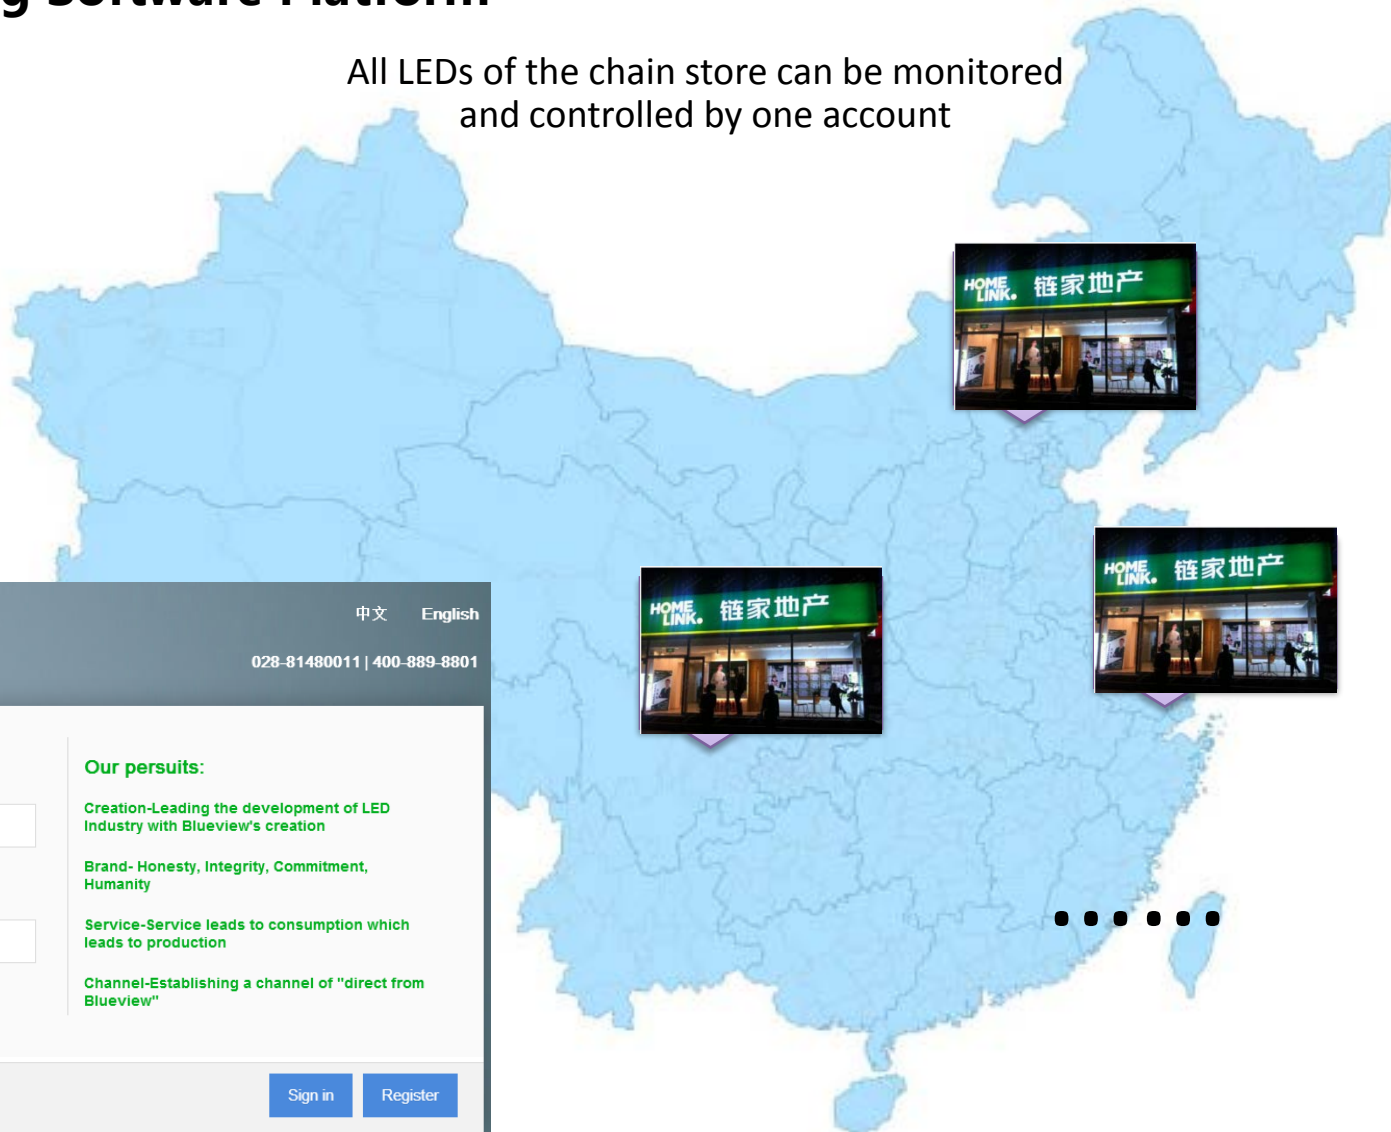 g Software Platform
All LEDs of the chain store can be monitored
and controlled by one account
HOME LINK. 链家地产
HOME LINK. 链家地产
HOME LINK. 链家地产
中文 English
028-81480011 | 400-889-8801
Our persuits:
Creation-Leading the development of LED
Industry with Blueview's creation
Brand- Honesty, Integrity, Commitment,
Humanity
Service-Service leads to consumption which
leads to production
Channel-Establishing a channel of "direct from
Blueview"
......
Sign in Register